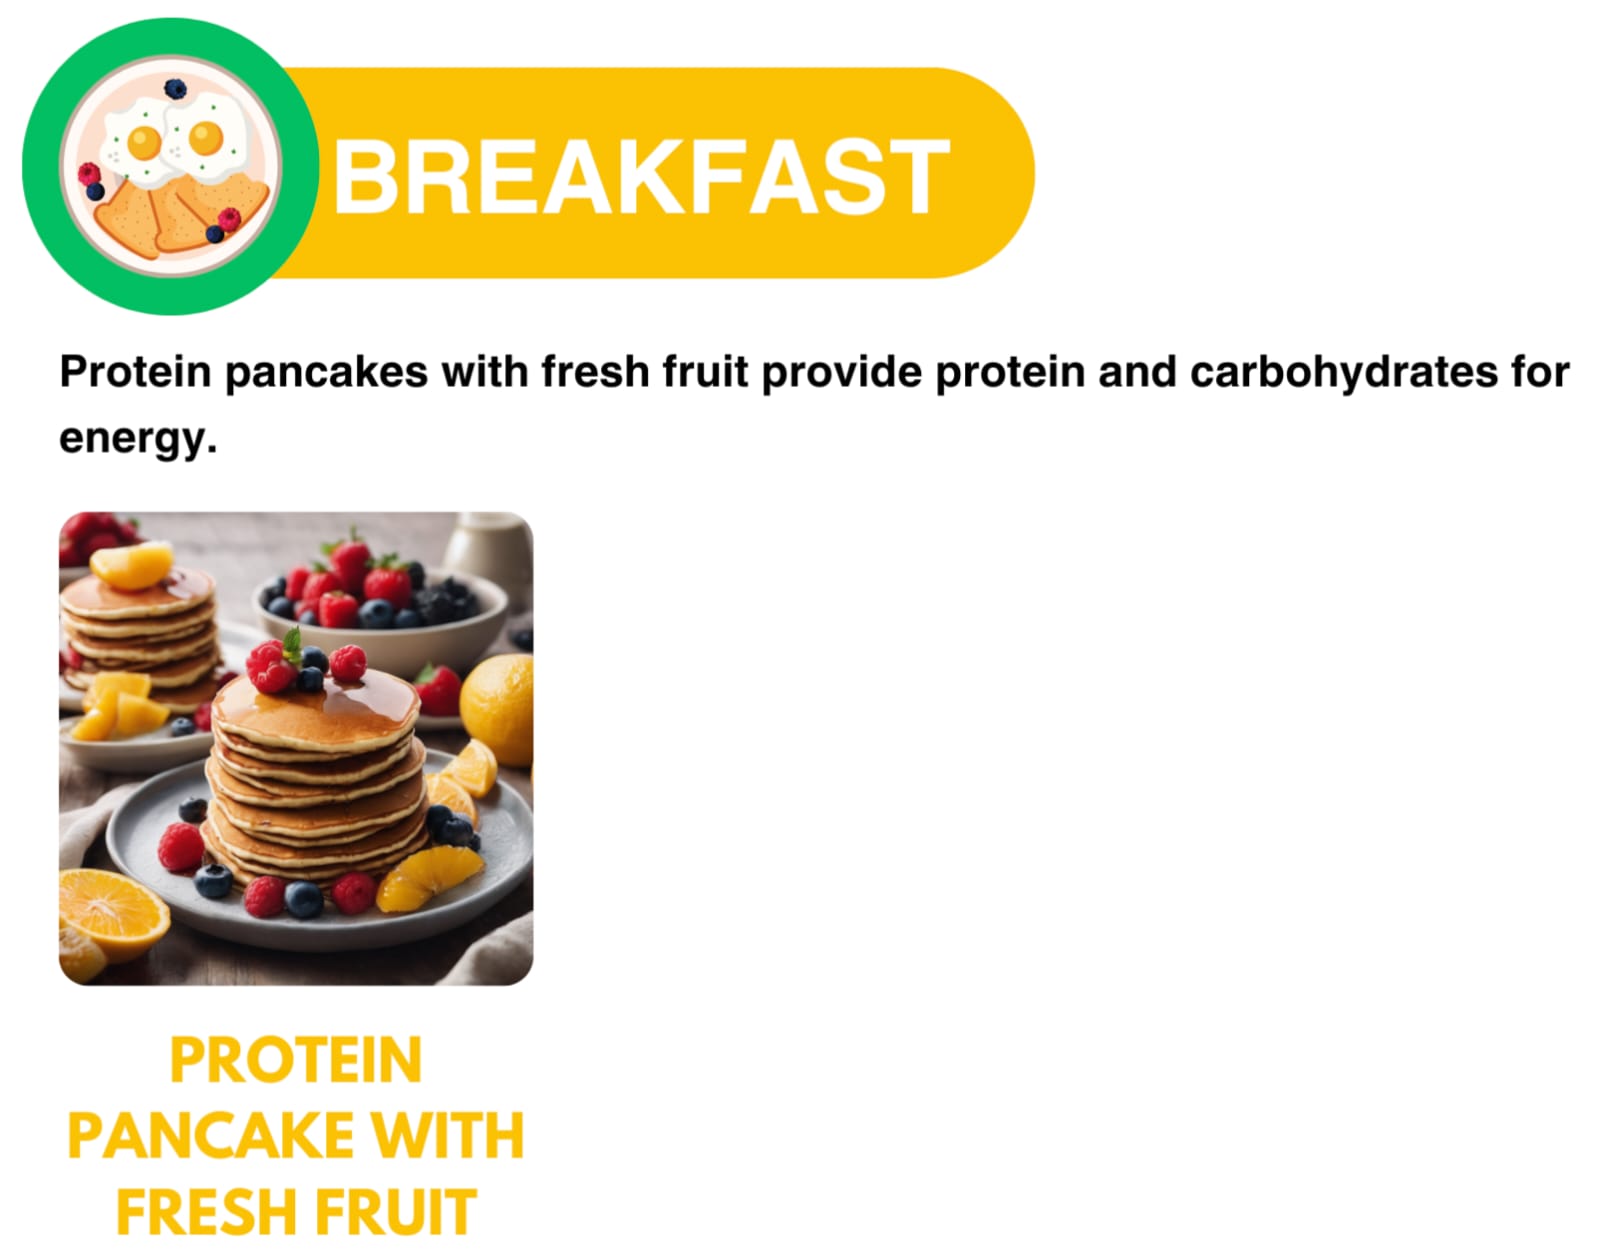 BREAKFAST
Protein pancakes with fresh fruit provide protein and carbohydrates for
energy.
PROTEIN
PANCAKE WITH
FRESH FRUIT